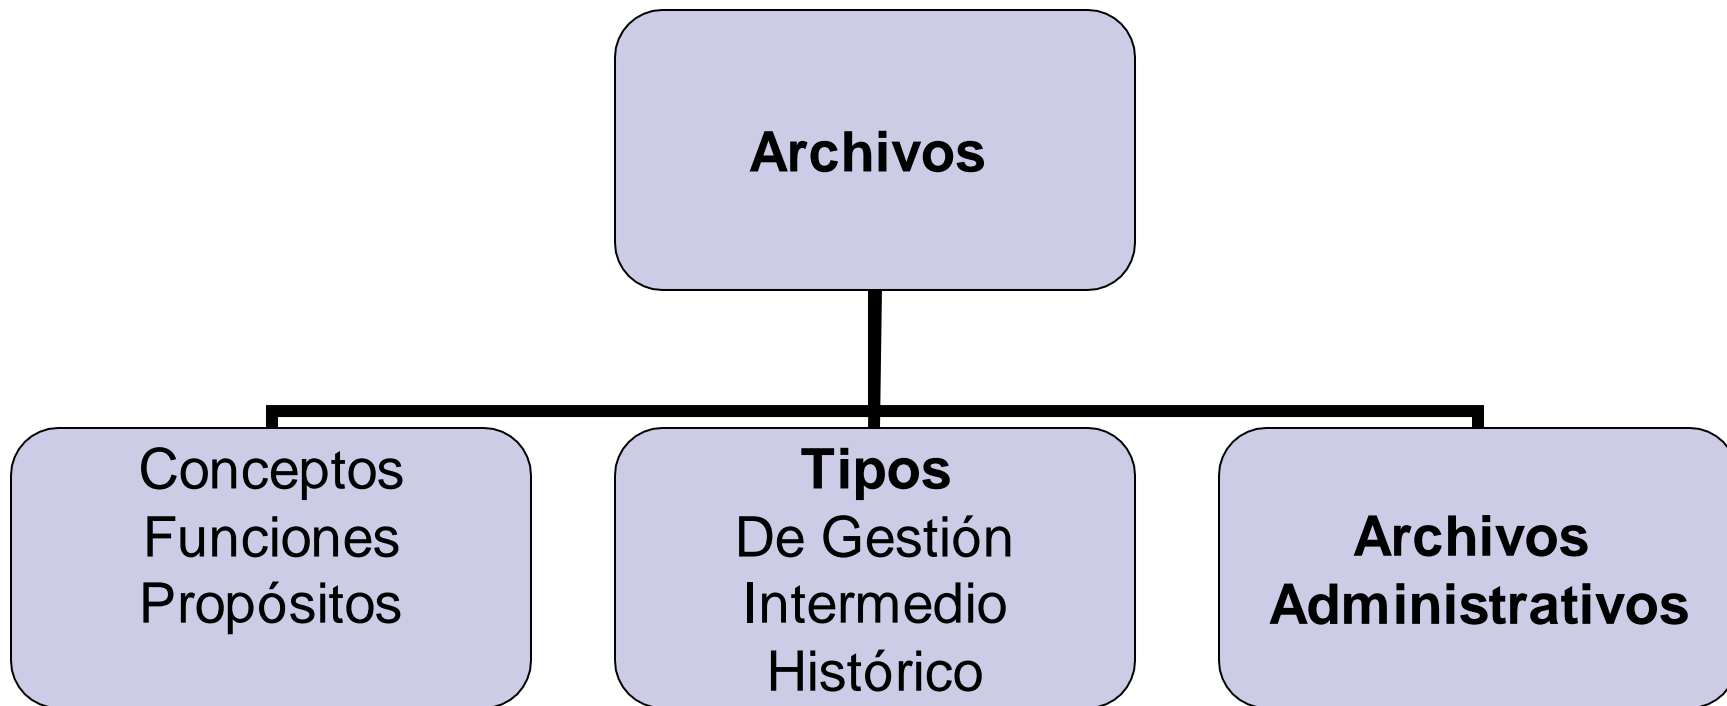 Archivos
Conceptos
Funciones
Propósitos
Tipos
De Gestión
Intermedio
Histórico
Archivos
Administrativos